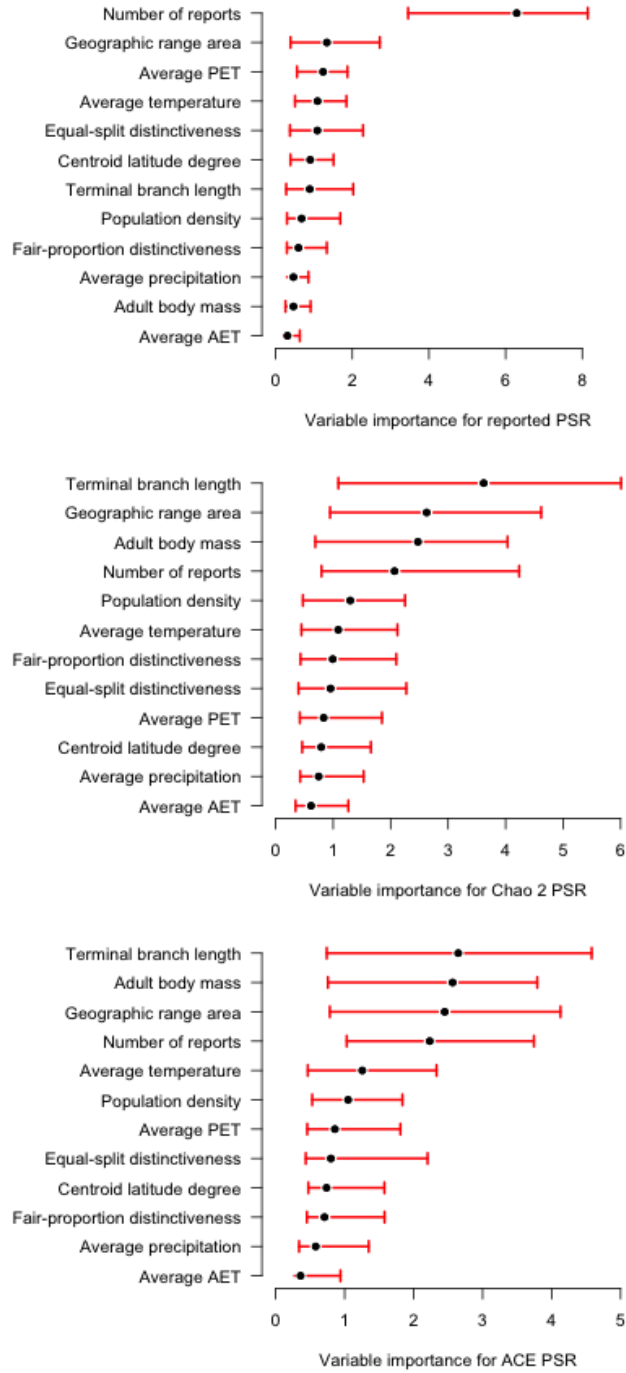 Number of reports
Geographic range area
Average PET
Average temperature
Equal-split distinctiveness
Centroid latitude degree
Terminal branch length
Population density
Fair-proportion distinctiveness
Average precipitation
Adult body mass
Average AET
0 2 4 6 8
Variable importance for reported PSR
Terminal branch length
Geographic range area
Adult body mass
Number of reports
Population density
Average temperature
Fair-proportion distinctiveness
Equal-split distinctiveness
Average PET
Centroid latitude degree
Average precipitation
Average AET
0 1 2 3 4 5 6
Variable importance for Chao 2 PSR
Terminal branch length
Adult body mass
Geographic range area
Number of reports
Average temperature
Population density
Average PET
Equal-split distinctiveness
Centroid latitude degree
Fair-proportion distinctiveness
Average precipitation
Average AET
0 1 2 3 4 5
Variable importance for ACE PSR